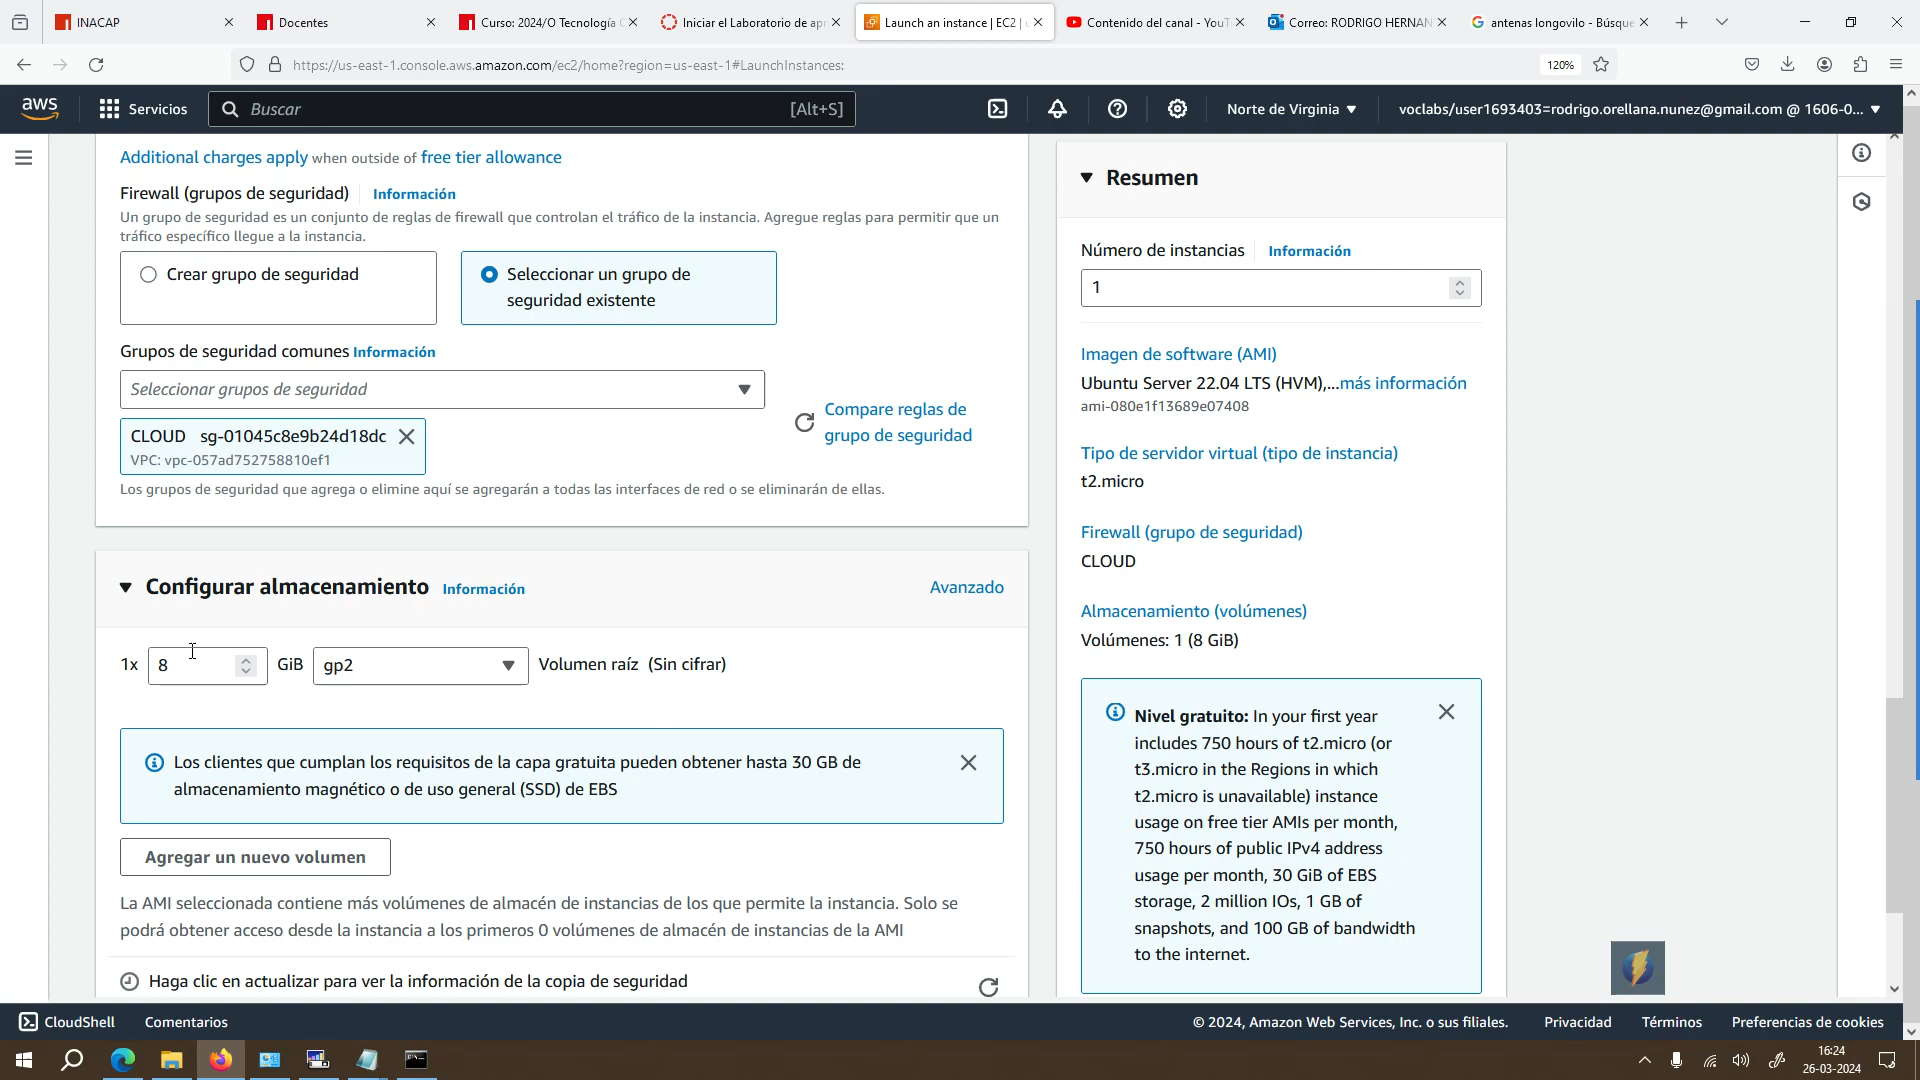 INACAP
Docentes
Curso: 2024/O Tecnología
Iniciar el Laboratorio de apr
Launch an instance | EC2 |
Contenido del canal - YouT
Correo: RODRIGO HERNAN
antenas longovilo - Búsque
https://us-east-1.console.aws.amazon.com/ec2/home?region=us-east-1#LaunchInstances:
120%
aws
Servicios
Buscar
[Alt+S]
Norte de Virginia
voclabs/user1693403=rodrigo.orellana.nunez@gmail.com @ 1606-0...
Additional charges apply when outside of free tier allowance
Firewall (grupos de seguridad)
Información
Un grupo de seguridad es un conjunto de reglas de firewall que controlan el tráfico de la instancia. Agregue reglas para permitir que un
tráfico específico llegue a la instancia.
Crear grupo de seguridad
Seleccionar un grupo de
seguridad existente
Grupos de seguridad comunes Información
Seleccionar grupos de seguridad
Compare reglas de
grupo de seguridad
CLOUD sg-01045c8e9b24d18dc
VPC: vpc-057ad752758810ef1
Los grupos de seguridad que agrega o elimine aquí se agregarán a todas las interfaces de red o se eliminarán de ellas.
Configurar almacenamiento
Información
Avanzado
1x
8
GiB
gp2
Volumen raíz (Sin cifrar)
Los clientes que cumplan los requisitos de la capa gratuita pueden obtener hasta 30 GB de
almacenamiento magnético o de uso general (SSD) de EBS
Agregar un nuevo volumen
La AMI seleccionada contiene más volúmenes de almacén de instancias de los que permite la instancia. Solo se
podrá obtener acceso desde la instancia a los primeros 0 volúmenes de almacén de instancias de la AMI
Haga clic en actualizar para ver la información de la copia de seguridad
Resumen
Número de instancias
Información
1
Imagen de software (AMI)
Ubuntu Server 22.04 LTS (HVM),...más información
ami-080e1f13689e07408
Tipo de servidor virtual (tipo de instancia)
t2.micro
Firewall (grupo de seguridad)
CLOUD
Almacenamiento (volúmenes)
Volúmenes: 1 (8 GiB)
Nivel gratuito: In your first year
includes 750 hours of t2.micro (or
t3.micro in the Regions in which
t2.micro is unavailable) instance
usage on free tier AMIs per month,
750 hours of public IPv4 address
usage per month, 30 GiB of EBS
storage, 2 million IOs, 1 GB of
snapshots, and 100 GB of bandwidth
to the internet.
CloudShell
Comentarios
© 2024, Amazon Web Services, Inc. o sus filiales.
Privacidad
Términos
Preferencias de cookies
16:24
26-03-2024